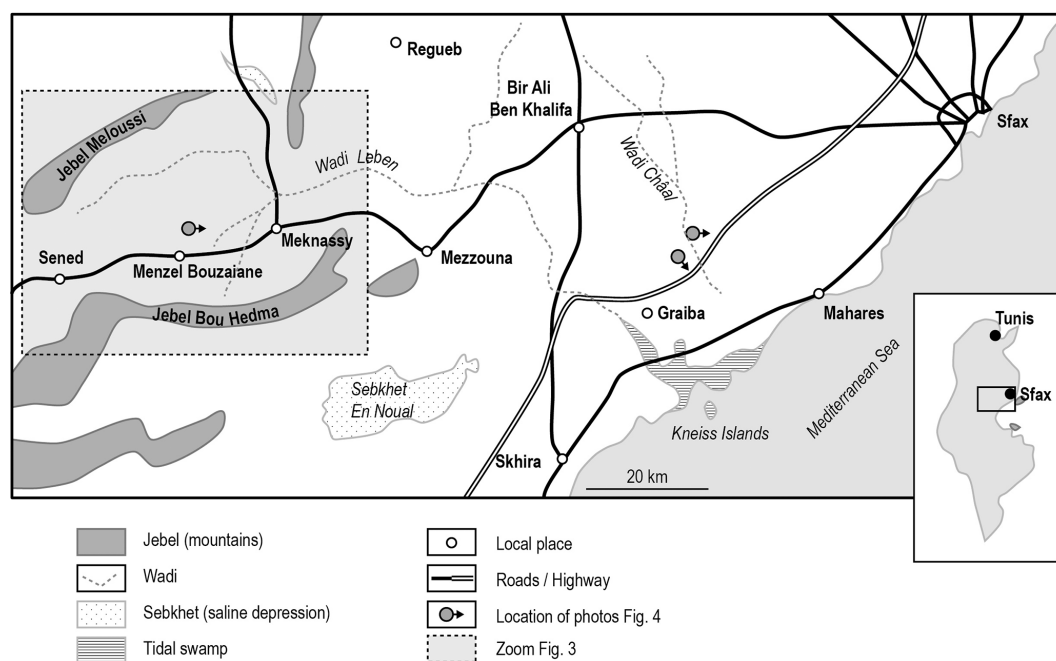 Regueb
Bir Ali
Ben Khalifa
Sfax
Jebel Meloussi
Wadi Leben
Wadi Châal
Meknassy
Sened
Menzel Bouzaiane
Mezzouna
Jebel Bou Hedma
Graiba
Mahares
Sebkhet
En Noual
Mediterranean Sea
Kneiss Islands
Skhira
20 km
Tunis
Sfax
Jebel (mountains)
Wadi
Sebkhet (saline depression)
Tidal swamp
Local place
Roads / Highway
Location of photos Fig. 4
Zoom Fig. 3